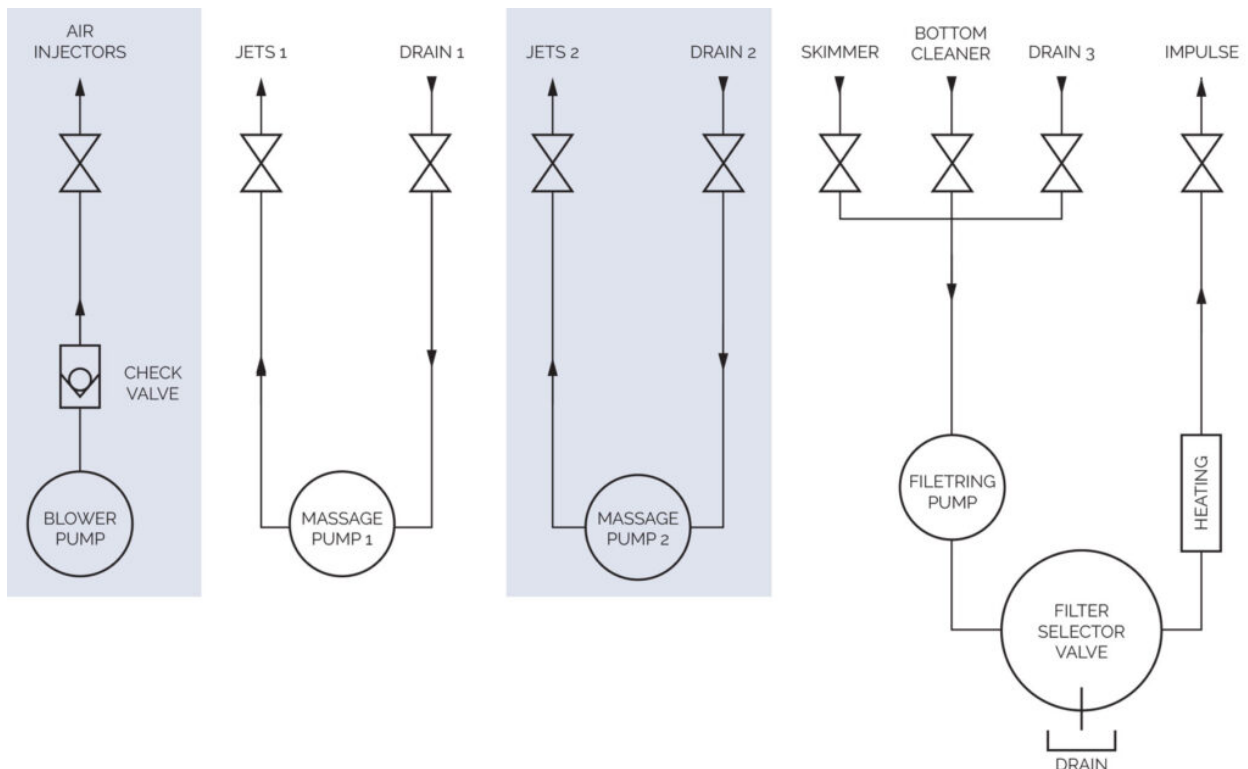 AIR
INJECTORS
JETS 1
DRAIN 1
JETS 2
DRAIN 2
SKIMMER
BOTTOM
CLEANER
DRAIN 3
IMPULSE
CHECK
VALVE
BLOWER
PUMP
MASSAGE
PUMP 1
MASSAGE
PUMP 2
FILETRING
PUMP
HEATING
FILTER
SELECTOR
VALVE
DRAIN